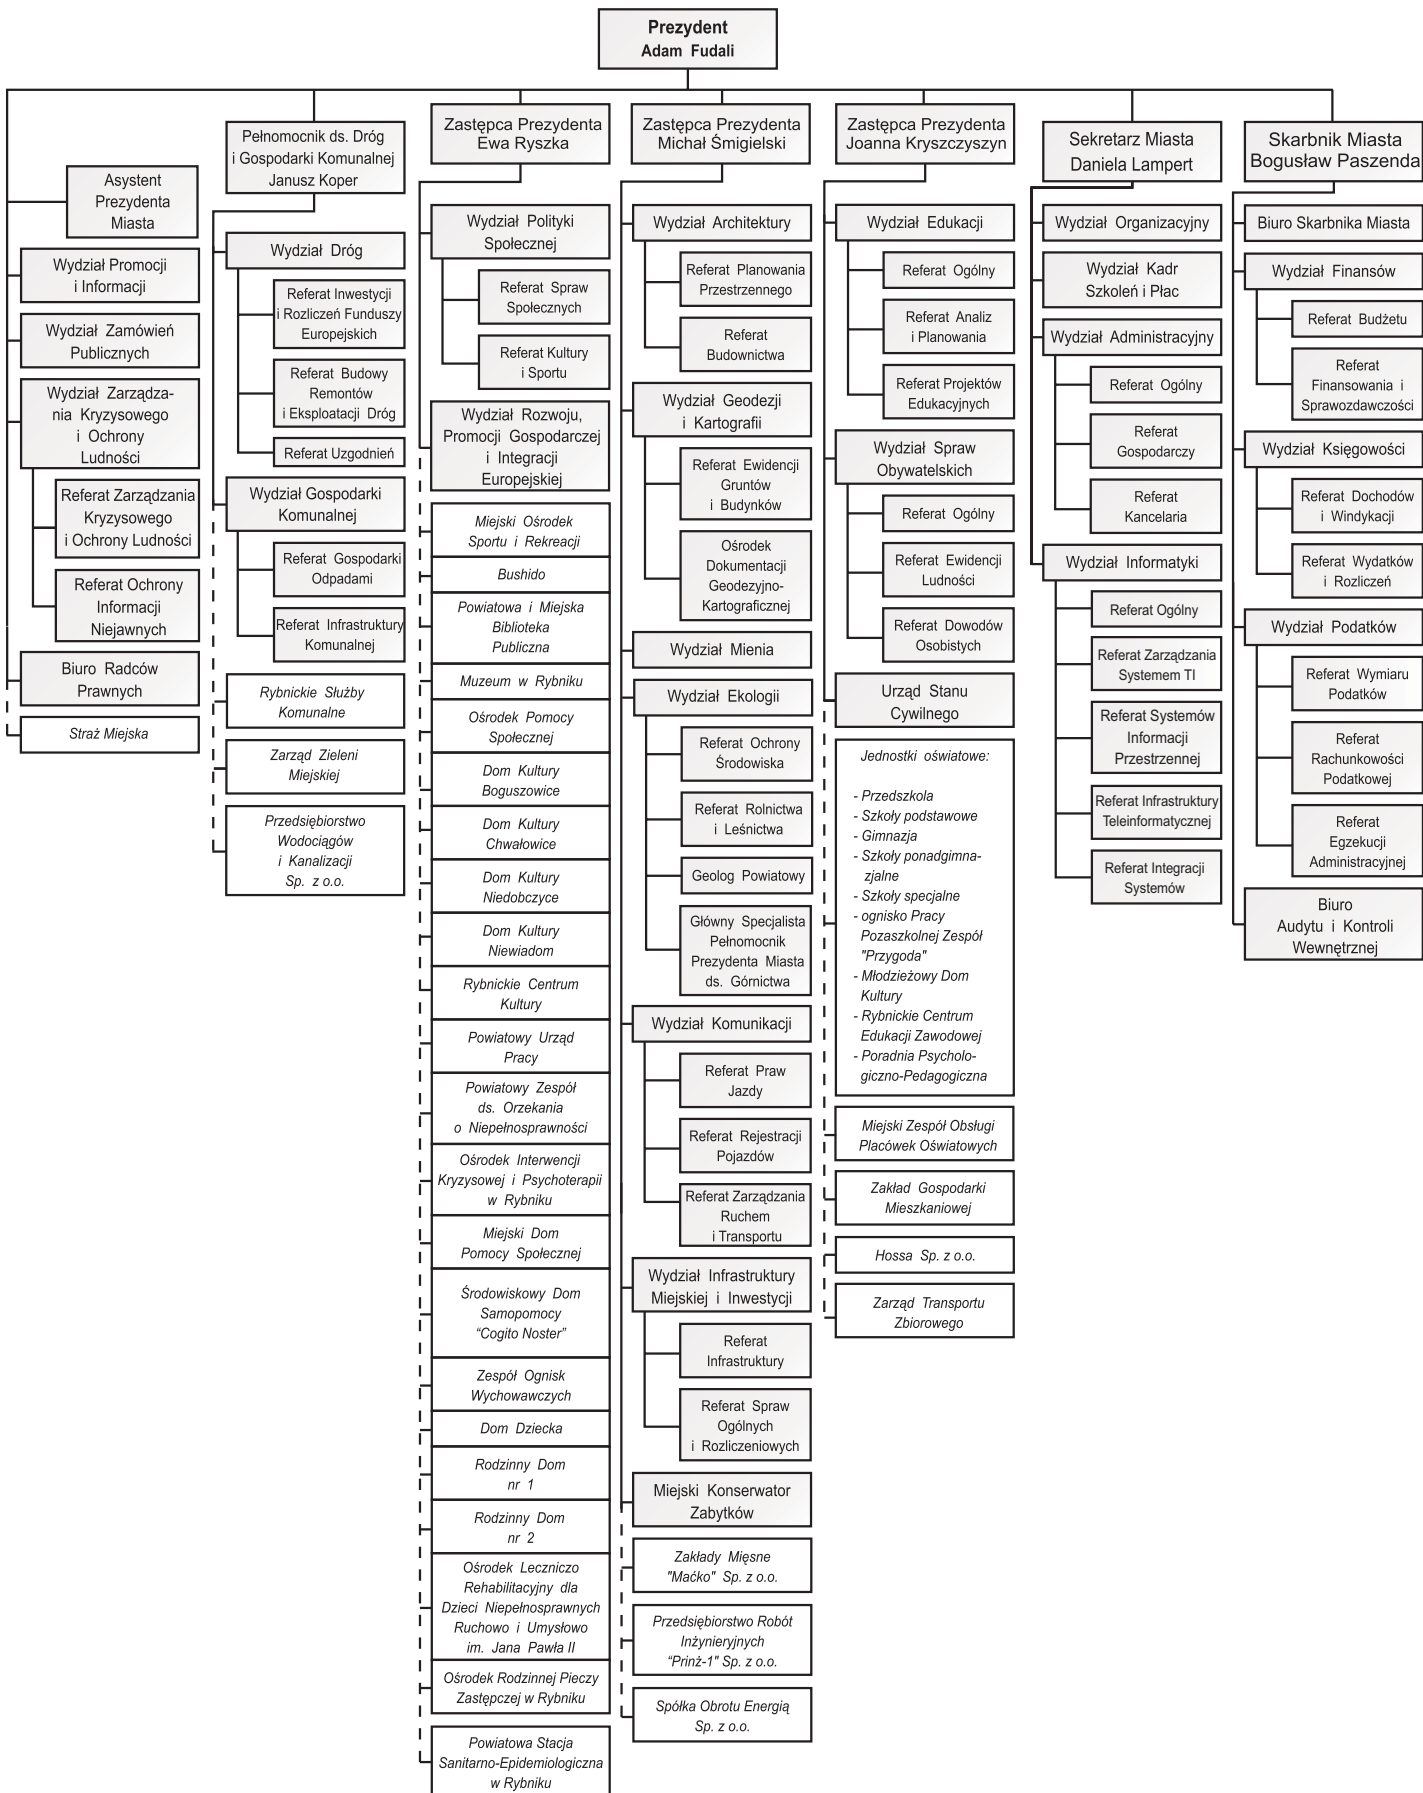 Prezydent
Adam Fudali
Asystent
Prezydenta
Miasta
Wydział Promocji
i Informacji
Wydział Zamówień
Publicznych
Wydział Zarządza-
nia Kryzysowego
i Ochrony
Ludności
Referat Zarządzania
Kryzysowego
i Ochrony Ludności
Referat Ochrony
Informacji
Niejawnych
Biuro Radców
Prawnych
Straż Miejska
Pełnomocnik ds. Dróg
i Gospodarki Komunalnej
Janusz Koper
Wydział Dróg
Referat Inwestycji
i Rozliczeń Funduszy
Europejskich
Referat Budowy
Remontów
i Eksploatacji Dróg
Referat Uzgodnień
Wydział Gospodarki
Komunalnej
Referat Gospodarki
Odpadami
Referat Infrastruktury
Komunalnej
Rybnickie Służby
Komunalne
Zarząd Zieleni
Miejskiej
Przedsiębiorstwo
Wodociągów
i Kanalizacji
Sp. z o.o.
Zastępca Prezydenta
Ewa Ryszka
Wydział Polityki
Społecznej
Referat Spraw
Społecznych
Referat Kultury
i Sportu
Wydział Rozwoju,
Promocji Gospodarczej
i Integracji
Europejskiej
Miejski Ośrodek
Sportu i Rekreacji
Bushido
Powiatowa i Miejska
Biblioteka
Publiczna
Muzeum w Rybniku
Ośrodek Pomocy
Społecznej
Dom Kultury
Boguszowice
Dom Kultury
Chwałowice
Dom Kultury
Niedobczyce
Dom Kultury
Niewiadom
Rybnickie Centrum
Kultury
Powiatowy Urząd
Pracy
Powiatowy Zespół
ds. Orzekania
o Niepełnosprawności
Ośrodek Interwencji
Kryzysowej i Psychoterapii
w Rybniku
Miejski Dom
Pomocy Społecznej
Środowiskowy Dom
Samopomocy
“Cogito Noster”
Zespół Ognisk
Wychowawczych
Dom Dziecka
Rodzinny Dom
nr 1
Rodzinny Dom
nr 2
Ośrodek Leczniczo
Rehabilitacyjny dla
Dzieci Niepełnosprawnych
Ruchowo i Umysłowo
im. Jana Pawła II
Ośrodek Rodzinnej Pieczy
Zastępczej w Rybniku
Powiatowa Stacja
Sanitarno-Epidemiologiczna
w Rybniku
Zastępca Prezydenta
Michał Śmigielski
Wydział Architektury
Referat Planowania
Przestrzennego
Referat
Budownictwa
Wydział Geodezji
i Kartografii
Referat Ewidencji
Gruntów
i Budynków
Ośrodek
Dokumentacji
Geodezyjno-
Kartograficznej
Wydział Mienia
Wydział Ekologii
Referat Ochrony
Środowiska
Referat Rolnictwa
i Leśnictwa
Geolog Powiatowy
Główny Specjalista
Pełnomocnik
Prezydenta Miasta
ds. Górnictwa
Wydział Komunikacji
Referat Praw
Jazdy
Referat Rejestracji
Pojazdów
Referat Zarządzania
Ruchem
i Transportu
Wydział Infrastruktury
Miejskiej i Inwestycji
Referat
Infrastruktury
Referat Spraw
Ogólnych
i Rozliczeniowych
Miejski Konserwator
Zabytków
Zakłady Mięsne
"Maćko" Sp. z o.o.
Przedsiębiorstwo Robót
Inżynieryjnych
“Prinż-1" Sp. z o.o.
Spółka Obrotu Energią
Sp. z o.o.
Zastępca Prezydenta
Joanna Kryszczyszyn
Wydział Edukacji
Referat Ogólny
Referat Analiz
i Planowania
Referat Projektów
Edukacyjnych
Wydział Spraw
Obywatelskich
Referat Ogólny
Referat Ewidencji
Ludności
Referat Dowodów
Osobistych
Urząd Stanu
Cywilnego
Jednostki oświatowe:
- Przedszkola
- Szkoły podstawowe
- Gimnazja
- Szkoły ponadgimna-
zjalne
- Szkoły specjalne
- ognisko Pracy
Pozaszkolnej Zespół
"Przygoda"
- Młodzieżowy Dom
Kultury
- Rybnickie Centrum
Edukacji Zawodowej
- Poradnia Psycholo-
giczno-Pedagogiczna
Miejski Zespół Obsługi
Placówek Oświatowych
Zakład Gospodarki
Mieszkaniowej
Hossa Sp. z o.o.
Zarząd Transportu
Zbiorowego
Sekretarz Miasta
Daniela Lampert
Wydział Organizacyjny
Wydział Kadr
Szkoleń i Płac
Wydział Administracyjny
Referat Ogólny
Referat
Gospodarczy
Referat
Kancelaria
Wydział Informatyki
Referat Ogólny
Referat Zarządzania
Systemem TI
Referat Systemów
Informacji
Przestrzennej
Referat Infrastruktury
Teleinformatycznej
Referat Integracji
Systemów
Skarbnik Miasta
Bogusław Paszenda
Biuro Skarbnika Miasta
Wydział Finansów
Referat Budżetu
Referat
Finansowania i
Sprawozdawczości
Wydział Księgowości
Referat Dochodów
i Windykacji
Referat Wydatków
i Rozliczeń
Wydział Podatków
Referat Wymiaru
Podatków
Referat
Rachunkowości
Podatkowej
Referat
Egzekucji
Administracyjnej
Biuro
Audytu i Kontroli
Wewnętrznej